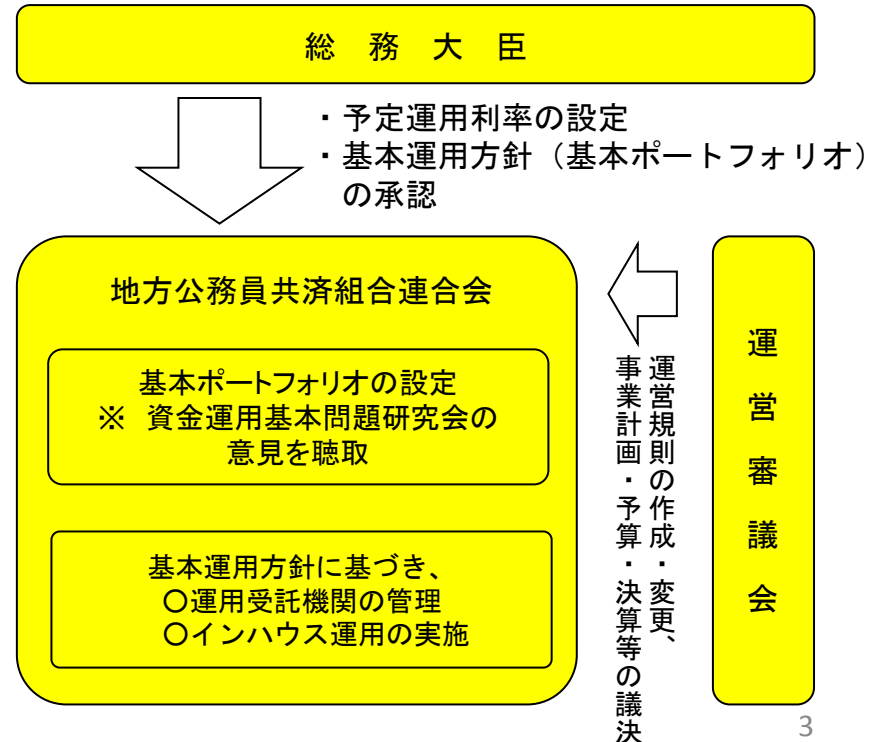 総　務　大　臣
・予定運用利率の設定
・基本運用方針（基本ポートフォリオ）
の承認
地方公務員共済組合連合会
基本ポートフォリオの設定
※　資金運用基本問題研究会の
意見を聴取
基本運用方針に基づき、
〇運用受託機関の管理
〇インハウス運用の実施
運営規則の作成・変更、
事業計画・予算・決算等の議決
運営審議会
3